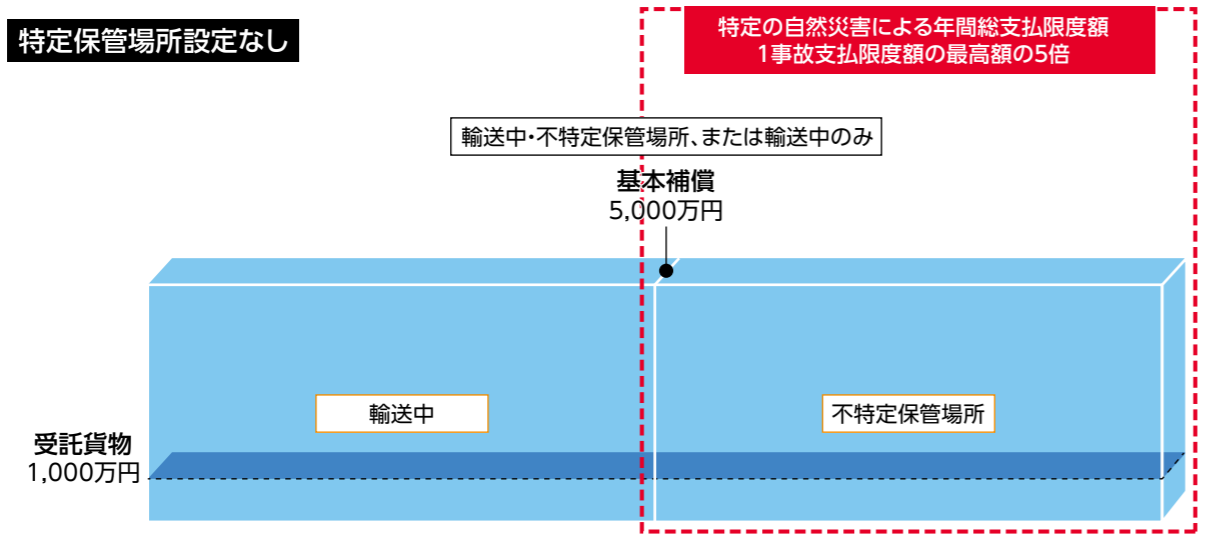 特定保管場所設定なし
特定の自然災害による年間総支払限度額
1事故支払限度額の最高額の5倍
輸送中・不特定保管場所、または輸送中のみ
基本補償
5,000万円
輸送中
不特定保管場所
受託貨物
1,000万円